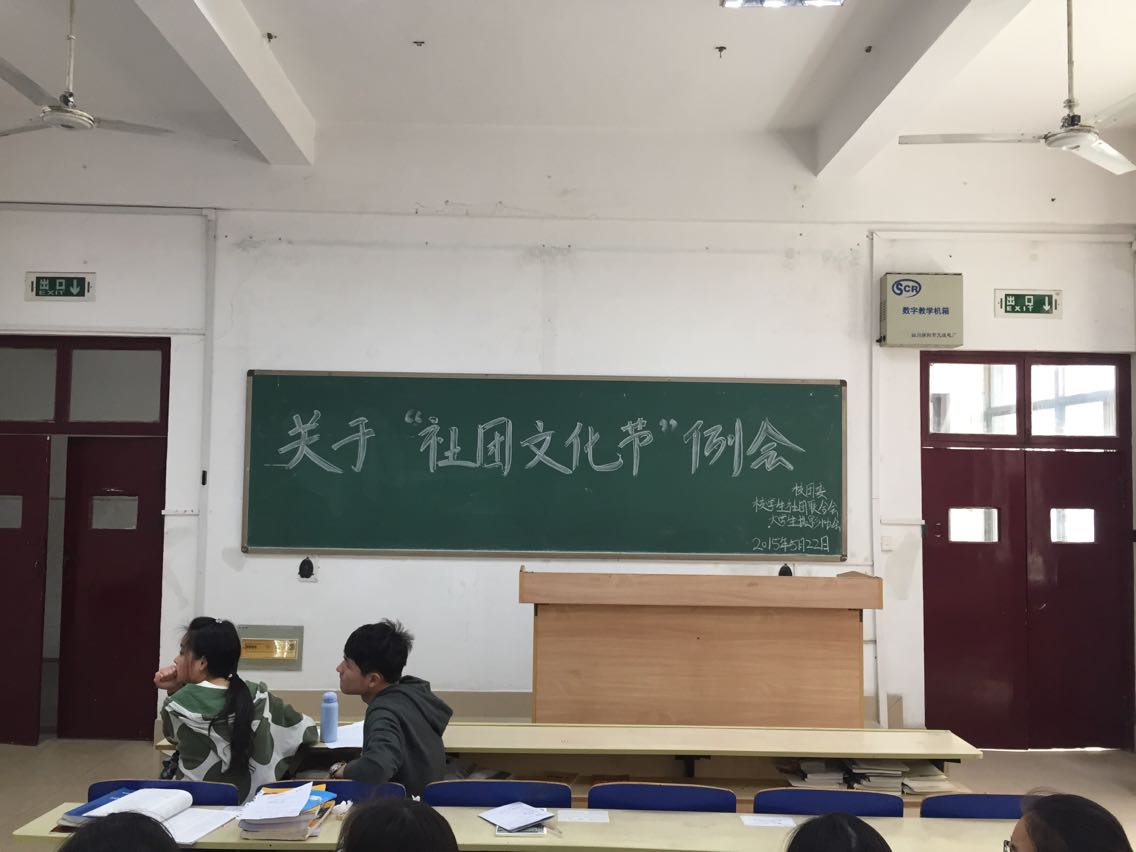 出口
EXIT
SCR
数字教学机箱
出口
EXIT
关于“社团文化节”例会
校团委
校学生社团联合会
大学生摄影协会
2015年5月22日